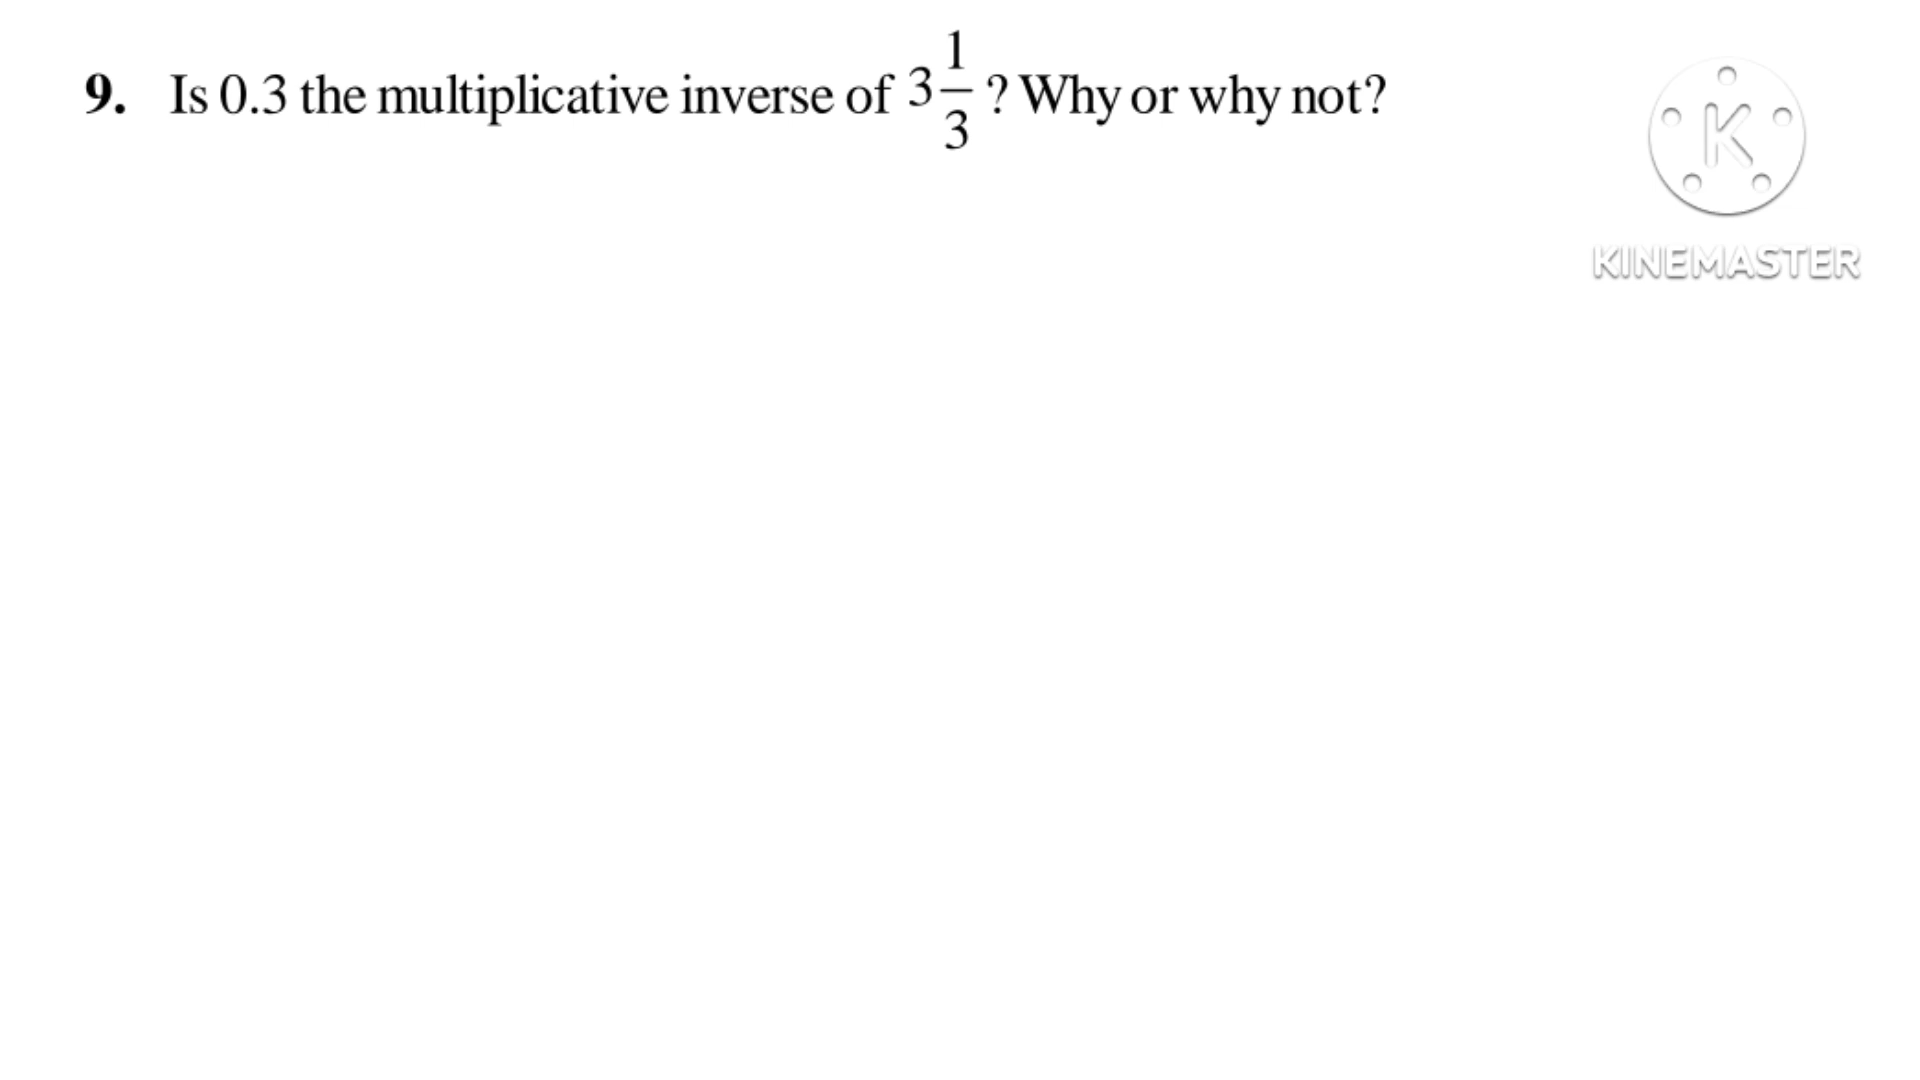 9. Is 0.3 the multiplicative inverse of 3 1/3 ? Why or why not?
K
KINEMASTER